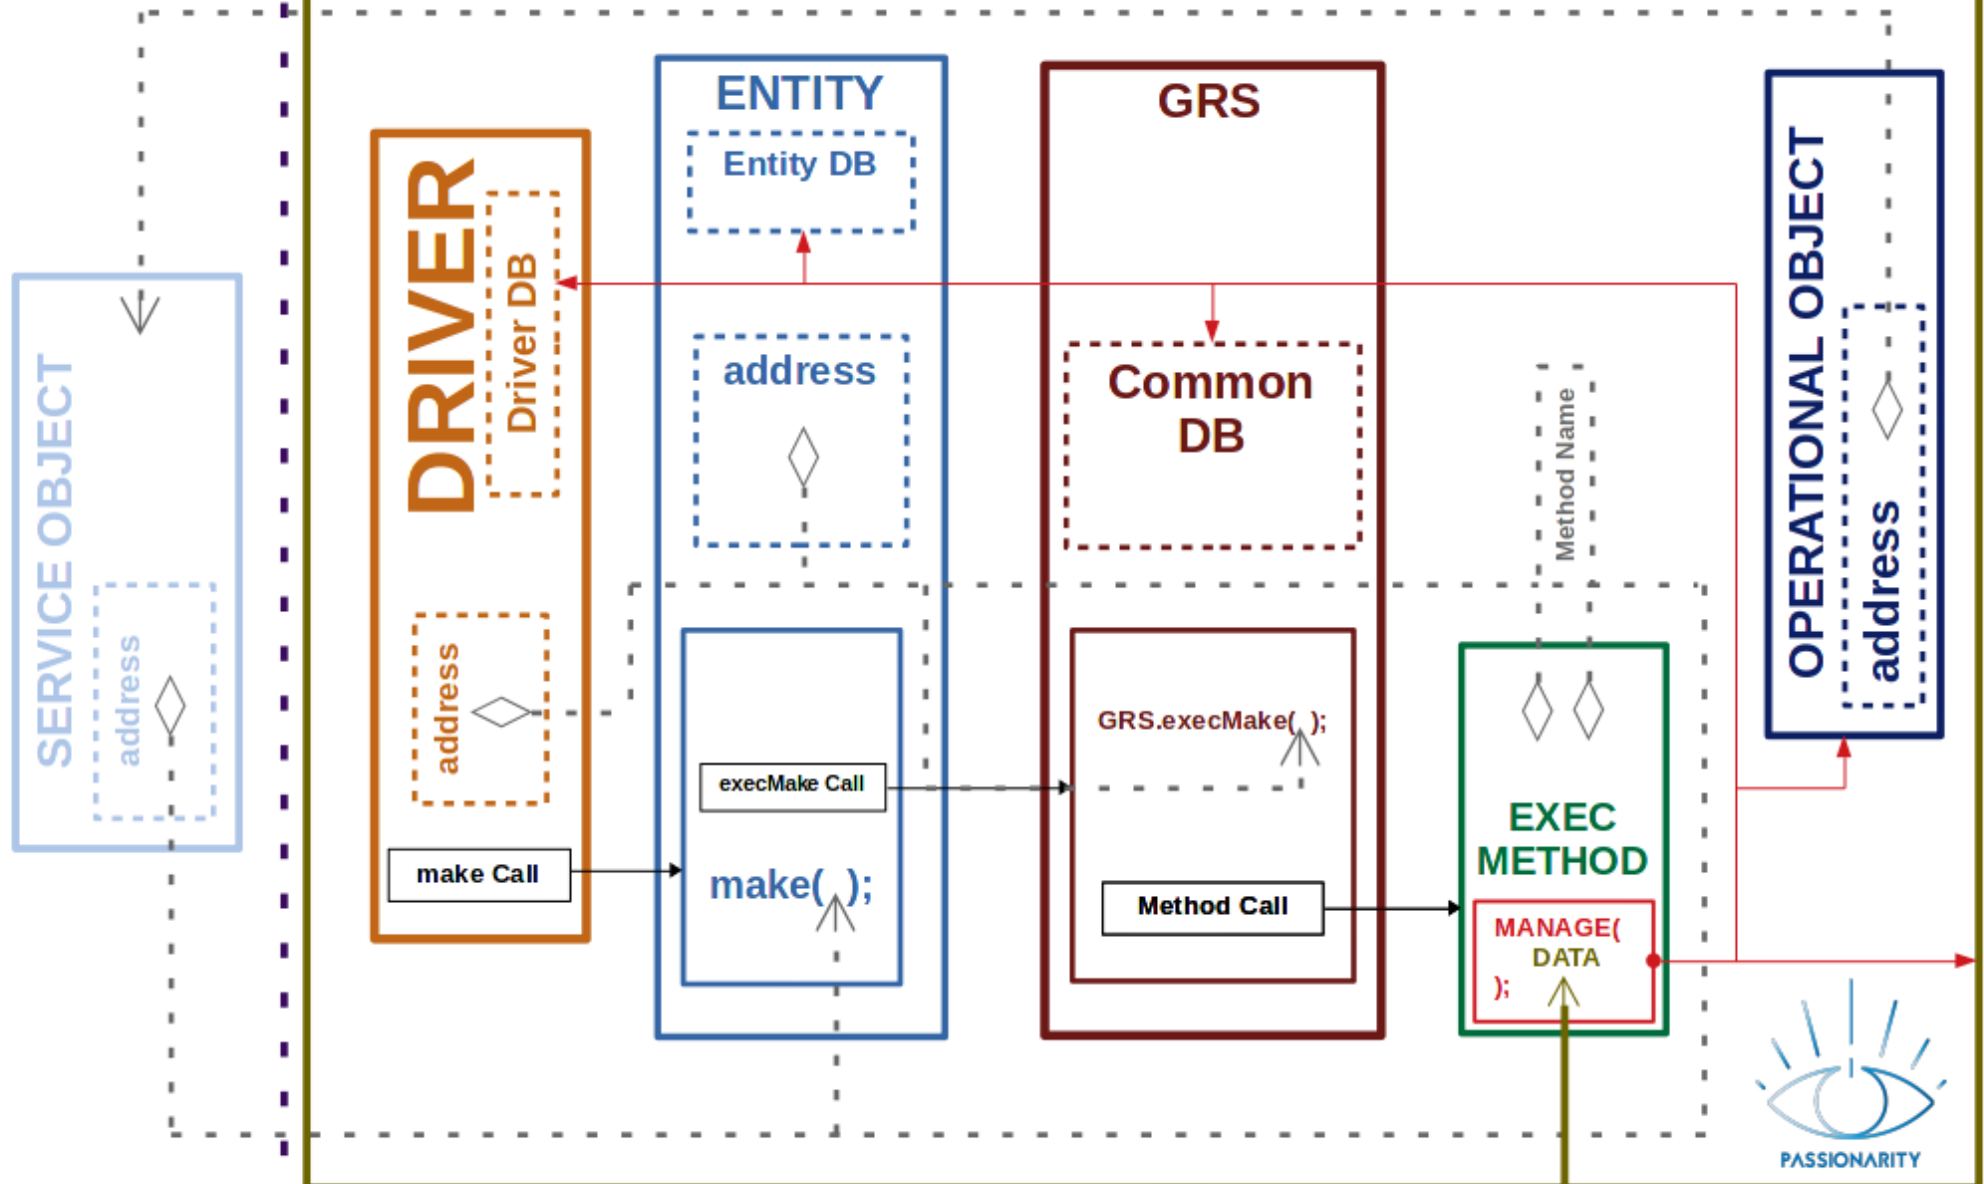 SERVICE OBJECT
address
DRIVER
Driver DB
address
make Call
ENTITY
Entity DB
address
execMake Call
make( );
GRS
Common
DB
GRS.execMake( );
Method Call
Method Name
EXEC
METHOD
MANAGE(
DATA
);
OPERATIONAL OBJECT
address
PASSIONARITY